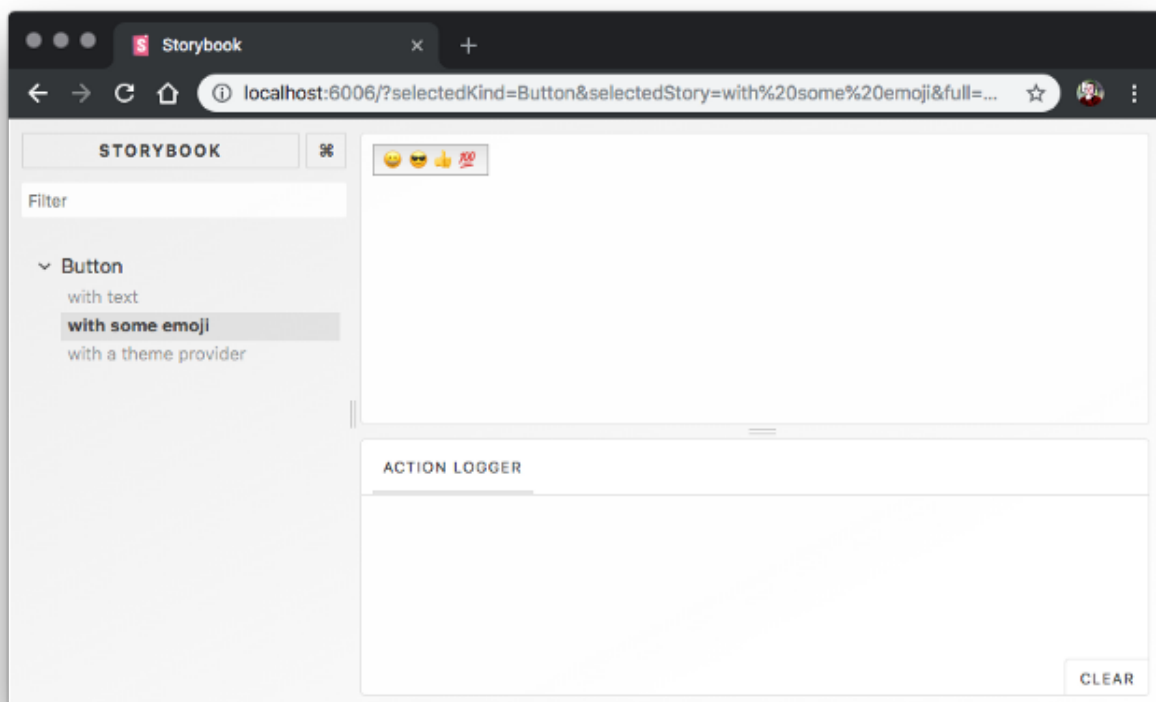 Storybook
localhost:6006/?selectedKind=Button&selectedStory=with%20some%20emoji&full=...
STORYBOOK ⌘
Filter
Button
with text
with some emoji
with a theme provider
😀 😎 👍 💯
ACTION LOGGER
CLEAR